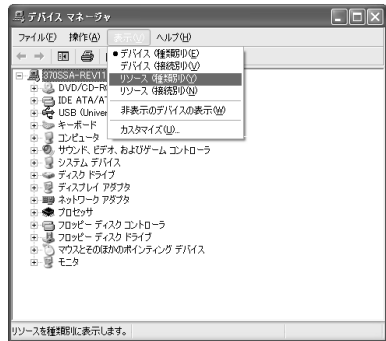 デバイス マネージャ
ファイル(F) 操作(A) 表示(V) ヘルプ(H)
デバイス (種類別)(E)
デバイス (接続別)(V)
リソース (種類別)(Y)
リソース (接続別)(N)
非表示のデバイスの表示(W)
カスタマイズ(U)...
370SSA-REV11
DVD/CD-R
IDE ATA/AT
USB (Univer
キーボード
コンピュータ
サウンド、ビデオ、およびゲーム コントローラ
システム デバイス
ディスク ドライブ
ディスプレイ アダプタ
ネットワーク アダプタ
プロセッサ
フロッピー ディスク コントローラ
フロッピー ディスク ドライブ
マウスとそのほかのポインティング デバイス
モニタ
リソースを種類別に表示します。